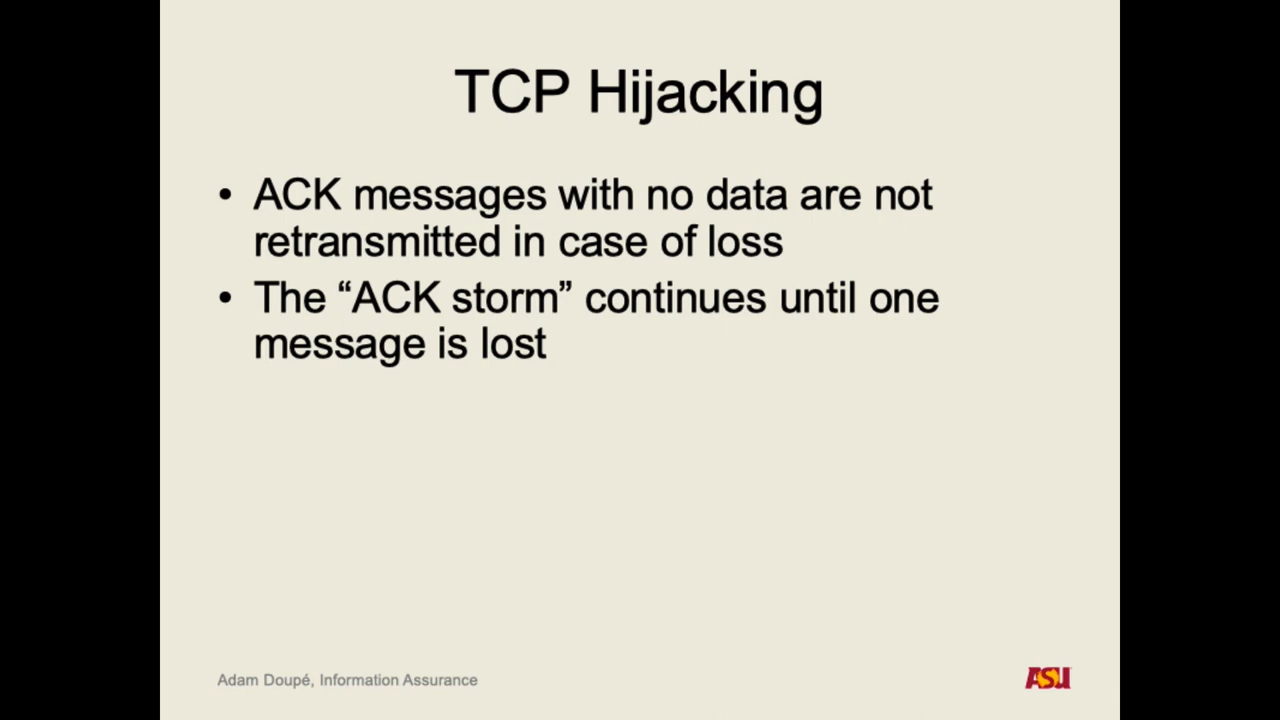 TCP Hijacking
• ACK messages with no data are not
retransmitted in case of loss
• The “ACK storm” continues until one
message is lost
Adam Doupé, Information Assurance
ASU